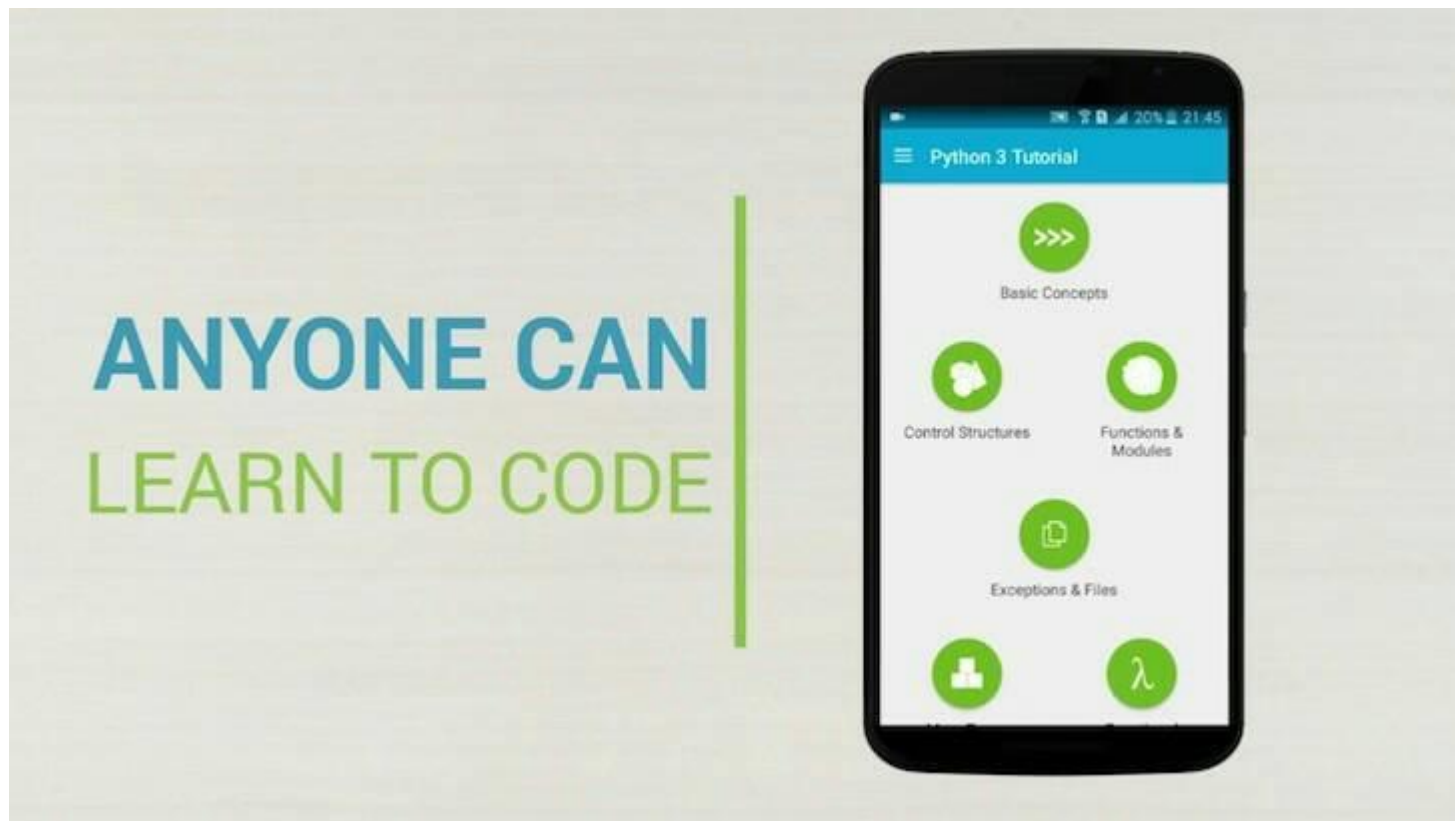 ANYONE CAN
LEARN TO CODE
20% 21:45
Python 3 Tutorial
>>>
Basic Concepts
Control Structures
Functions &
Modules
Exceptions & Files
λ